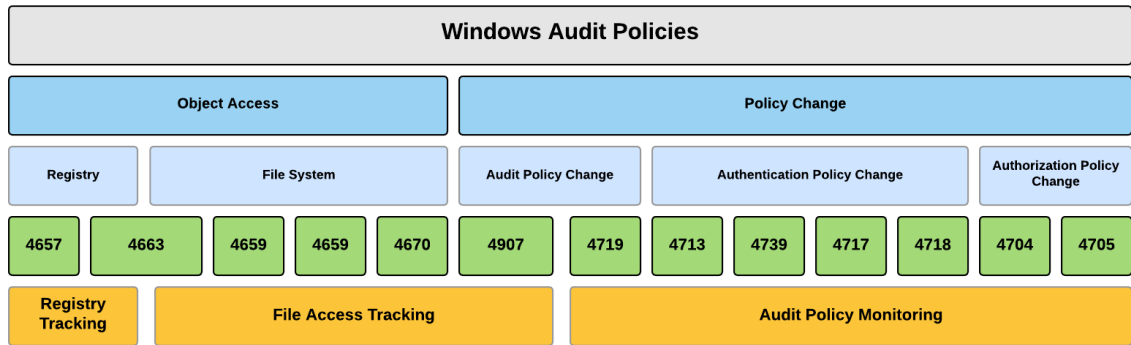 Windows Audit Policies
Object Access
Policy Change
Registry
File System
Audit Policy Change
Authentication Policy Change
Authorization Policy
Change
4657
4663
4659
4659
4670
4907
4719
4713
4739
4717
4718
4704
4705
Registry
Tracking
File Access Tracking
Audit Policy Monitoring